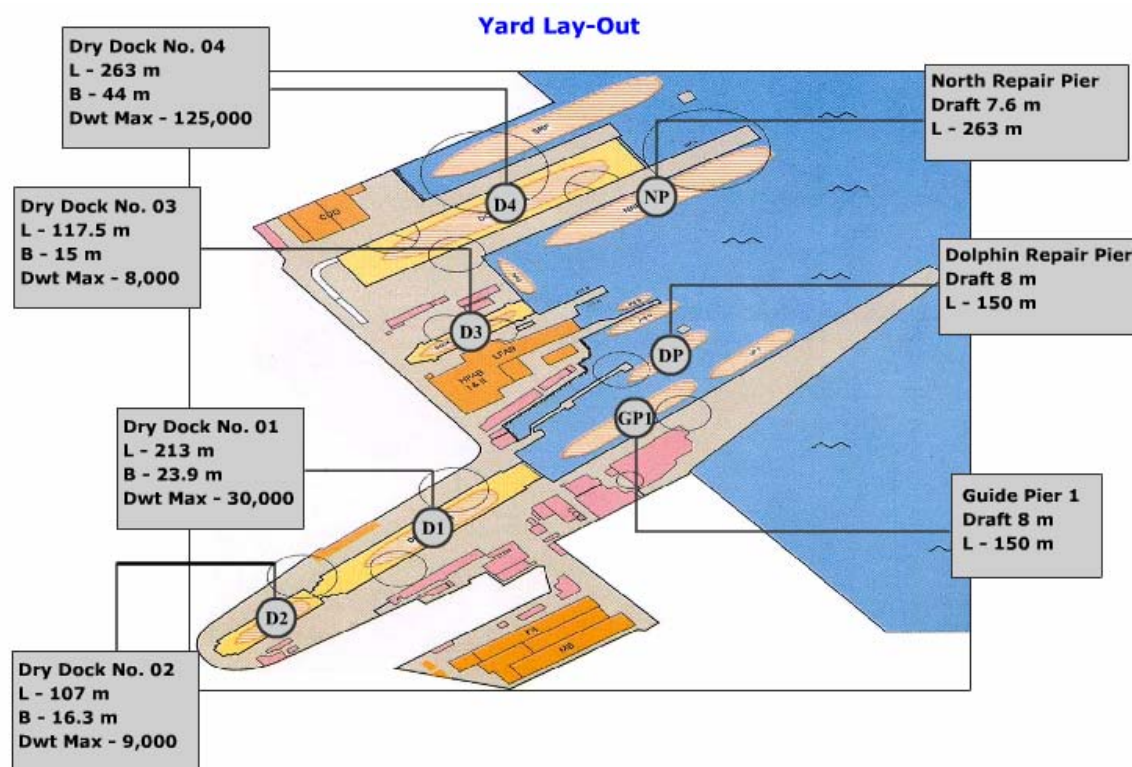 Yard Lay-Out
Dry Dock No. 04
L - 263 m
B - 44 m
Dwt Max - 125,000
North Repair Pier
Draft 7.6 m
L - 263 m
Dry Dock No. 03
L - 117.5 m
B - 15 m
Dwt Max - 8,000
Dolphin Repair Pier
Draft 8 m
L - 150 m
Dry Dock No. 01
L - 213 m
B - 23.9 m
Dwt Max - 30,000
Guide Pier 1
Draft 8 m
L - 150 m
Dry Dock No. 02
L - 107 m
B - 16.3 m
Dwt Max - 9,000
D4
NP
D3
DP
GP1
D1
D2